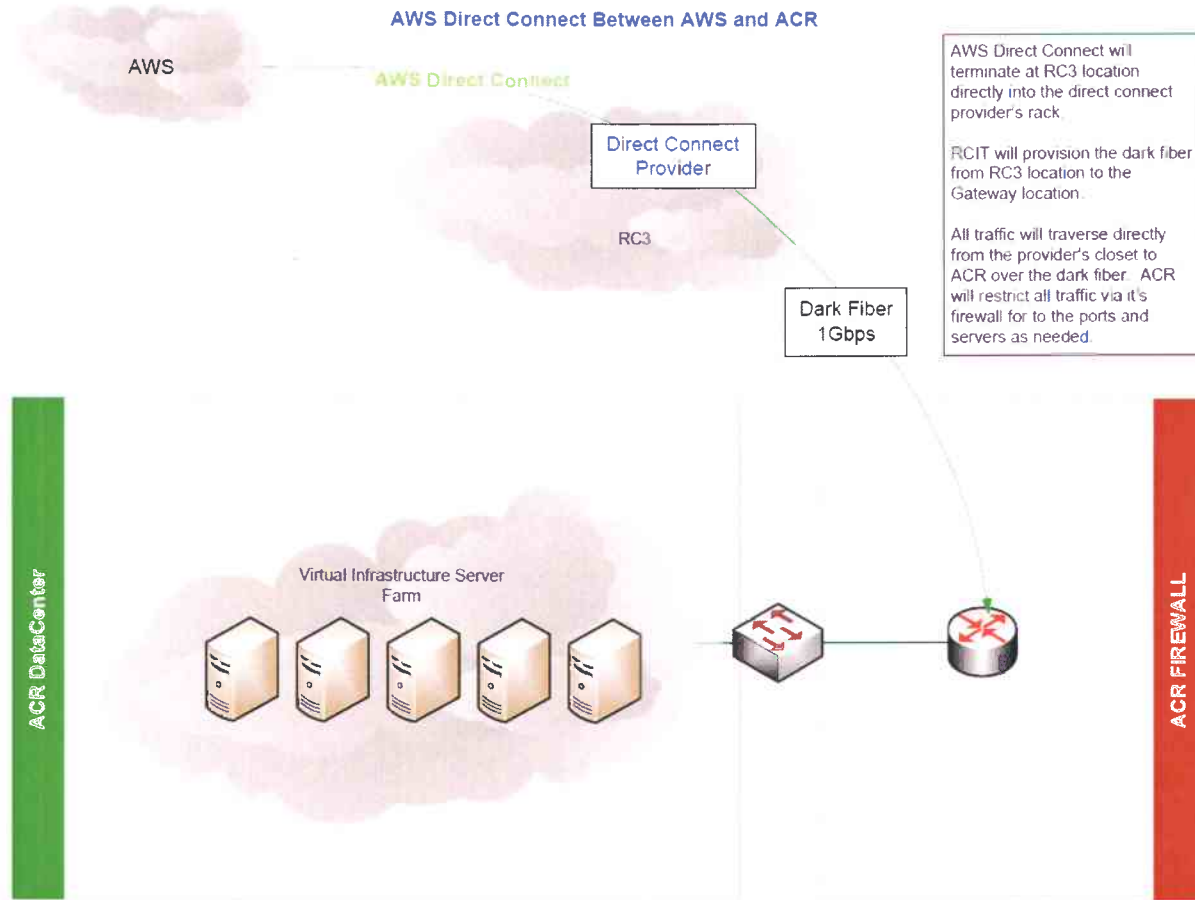 AWS Direct Connect Between AWS and ACR
AWS
AWS Direct Connect
Direct Connect
Provider
RC3
Dark Fiber
1Gbps
AWS Direct Connect will
terminate at RC3 location
directly into the direct connect
provider's rack.
RCIT will provision the dark fiber
from RC3 location to the
Gateway location.
All traffic will traverse directly
from the provider's closet to
ACR over the dark fiber. ACR
will restrict all traffic via it's
firewall for to the ports and
servers as needed.
ACR DataCenter
Virtual Infrastructure Server
Farm
ACR FIREWALL